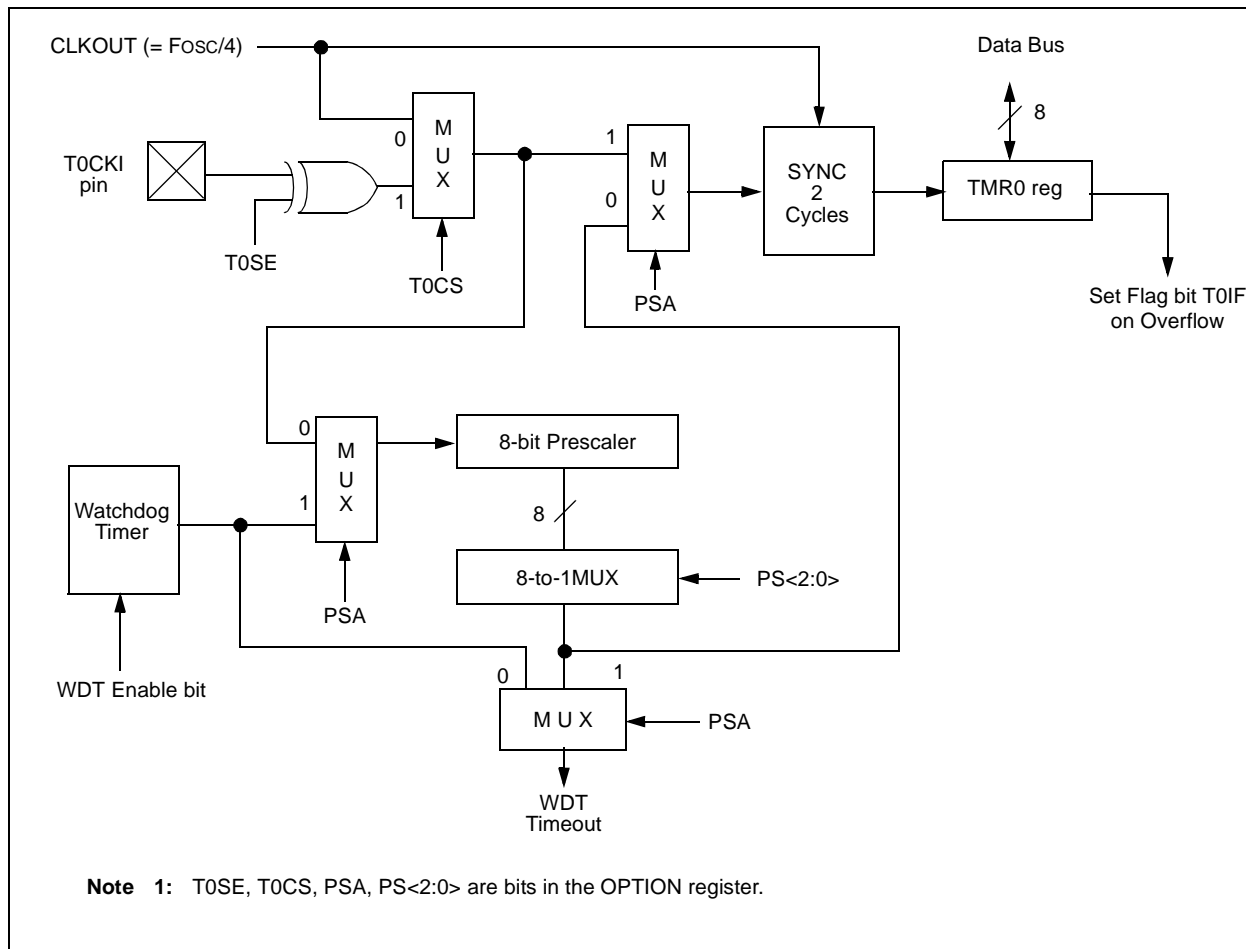 CLKOUT (= FOSC/4)
Data Bus
8
T0CKI
pin
T0SE
0
1
M
U
X
T0CS
1
0
M
U
X
PSA
SYNC
2
Cycles
TMR0 reg
Set Flag bit T0IF
on Overflow
Watchdog
Timer
WDT Enable bit
0
1
M
U
X
PSA
8-bit Prescaler
8
8-to-1MUX
PS<2:0>
0
1
M U X
PSA
WDT
Timeout
Note 1: T0SE, T0CS, PSA, PS<2:0> are bits in the OPTION register.